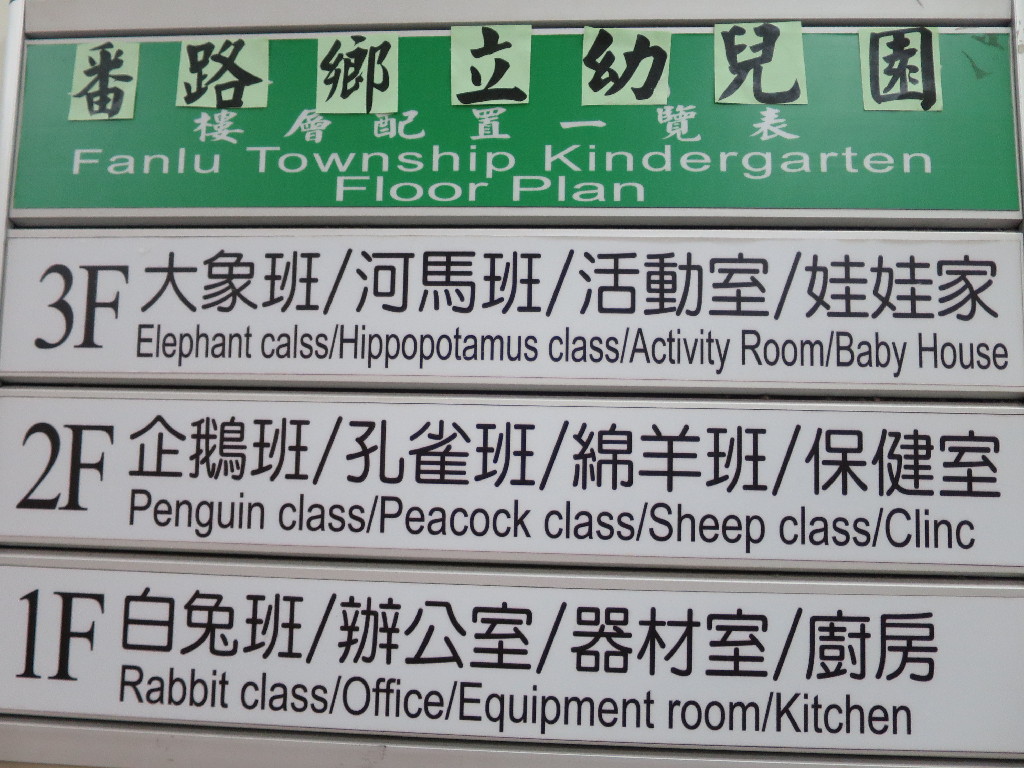 番路鄉立幼兒園
樓層配置一覽表
Fanlu Township Kindergarten
Floor Plan
3F 大象班/河馬班/活動室/娃娃家
Elephant calss/Hippopotamus class/Activity Room/Baby House
2F 企鵝班/孔雀班/綿羊班/保健室
Penguin class/Peacock class/Sheep class/Clinc
1F 白兔班/辦公室/器材室/廚房
Rabbit class/Office/Equipment room/Kitchen